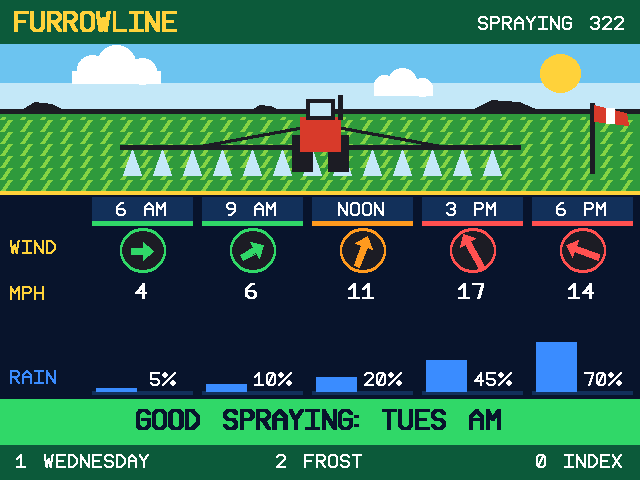 FURROWLINE SPRAYING 322
6 AM 9 AM NOON 3 PM 6 PM
WIND
MPH 4 6 11 17 14
RAIN 5% 10% 20% 45% 70%
GOOD SPRAYING: TUES AM
1 WEDNESDAY 2 FROST 0 INDEX